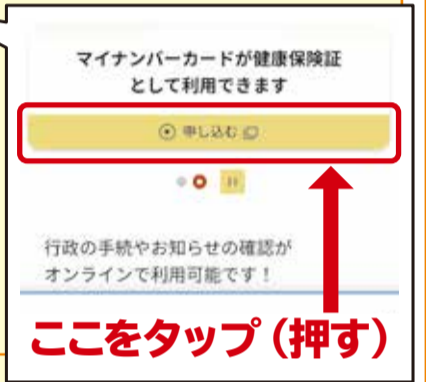 マイナンバーカードが健康保険証
として利用できます
申し込む
行政の手続やお知らせの確認が
オンラインで利用可能です!
ここをタップ(押す)